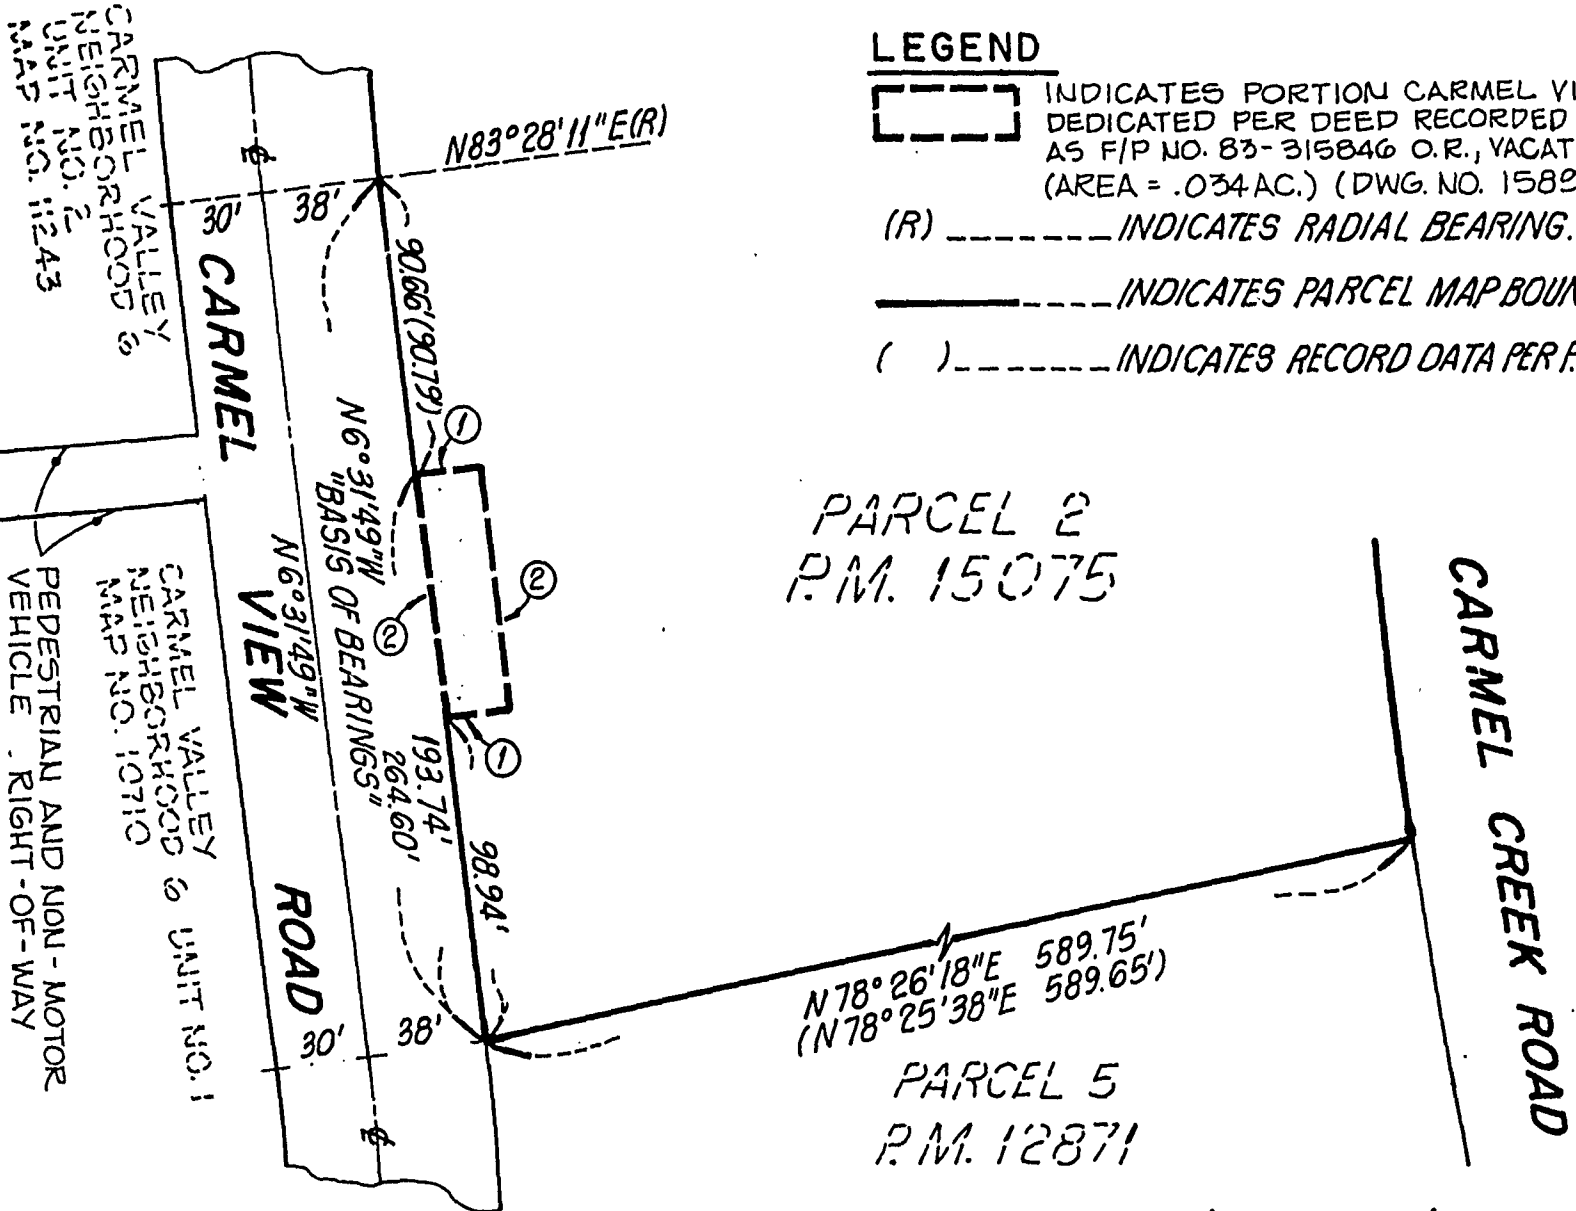 LEGEND
INDICATES PORTION CARMEL
DEDICATED PER DEED RECORDED
AS F/P NO. 83-315846 O.R.,
(AREA = .034 AC.) (DWG. NO.
(R) INDICATES RADIAL BEARING.
INDICATES PARCEL MAP
( ) INDICATES RECORD DATA PER
CARMEL VALLEY
NEIGHBORHOOD 6
UNIT NO. 2
MAP NO. 11243
N83°28'11"E(R)
30'
38'
90.66'(90.79')
CARMEL
VIEW
ROAD
N6°31'49"W
"BASIS OF BEARINGS"
N6°31'49"W
1
2
2
1
193.74'
264.60'
98.94'
PARCEL 2
P.M. 15075
CARMEL CREEK ROAD
CARMEL VALLEY
NEIGHBORHOOD 6 UNIT NO. 1
MAP NO. 10710
PEDESTRIAN AND NON-MOTOR
VEHICLE RIGHT-OF-WAY
30'
38'
N78°26'18"E 589.75'
(N78°25'38"E 589.65')
PARCEL 5
P.M. 12871